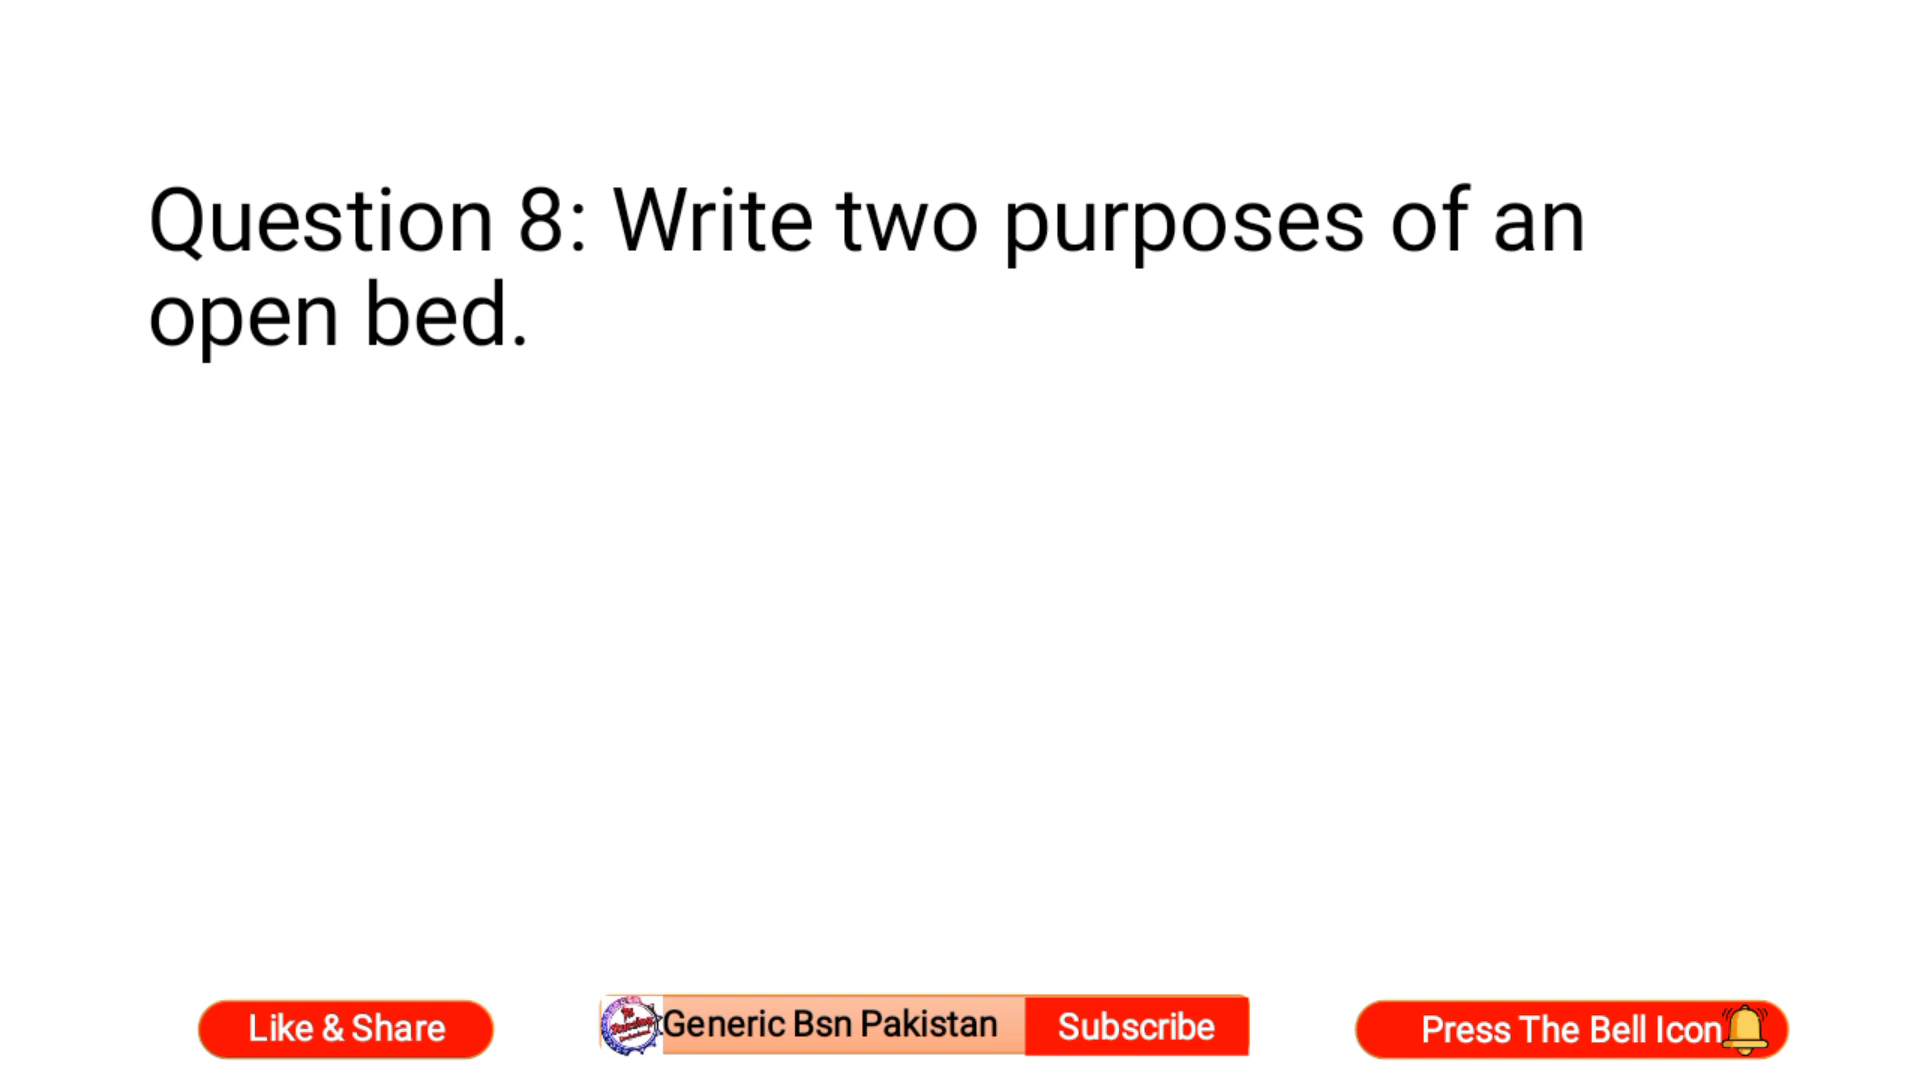 Question 8: Write two purposes of an
open bed.
Like & Share
Generic Bsn Pakistan
Subscribe
Press The Bell Icon